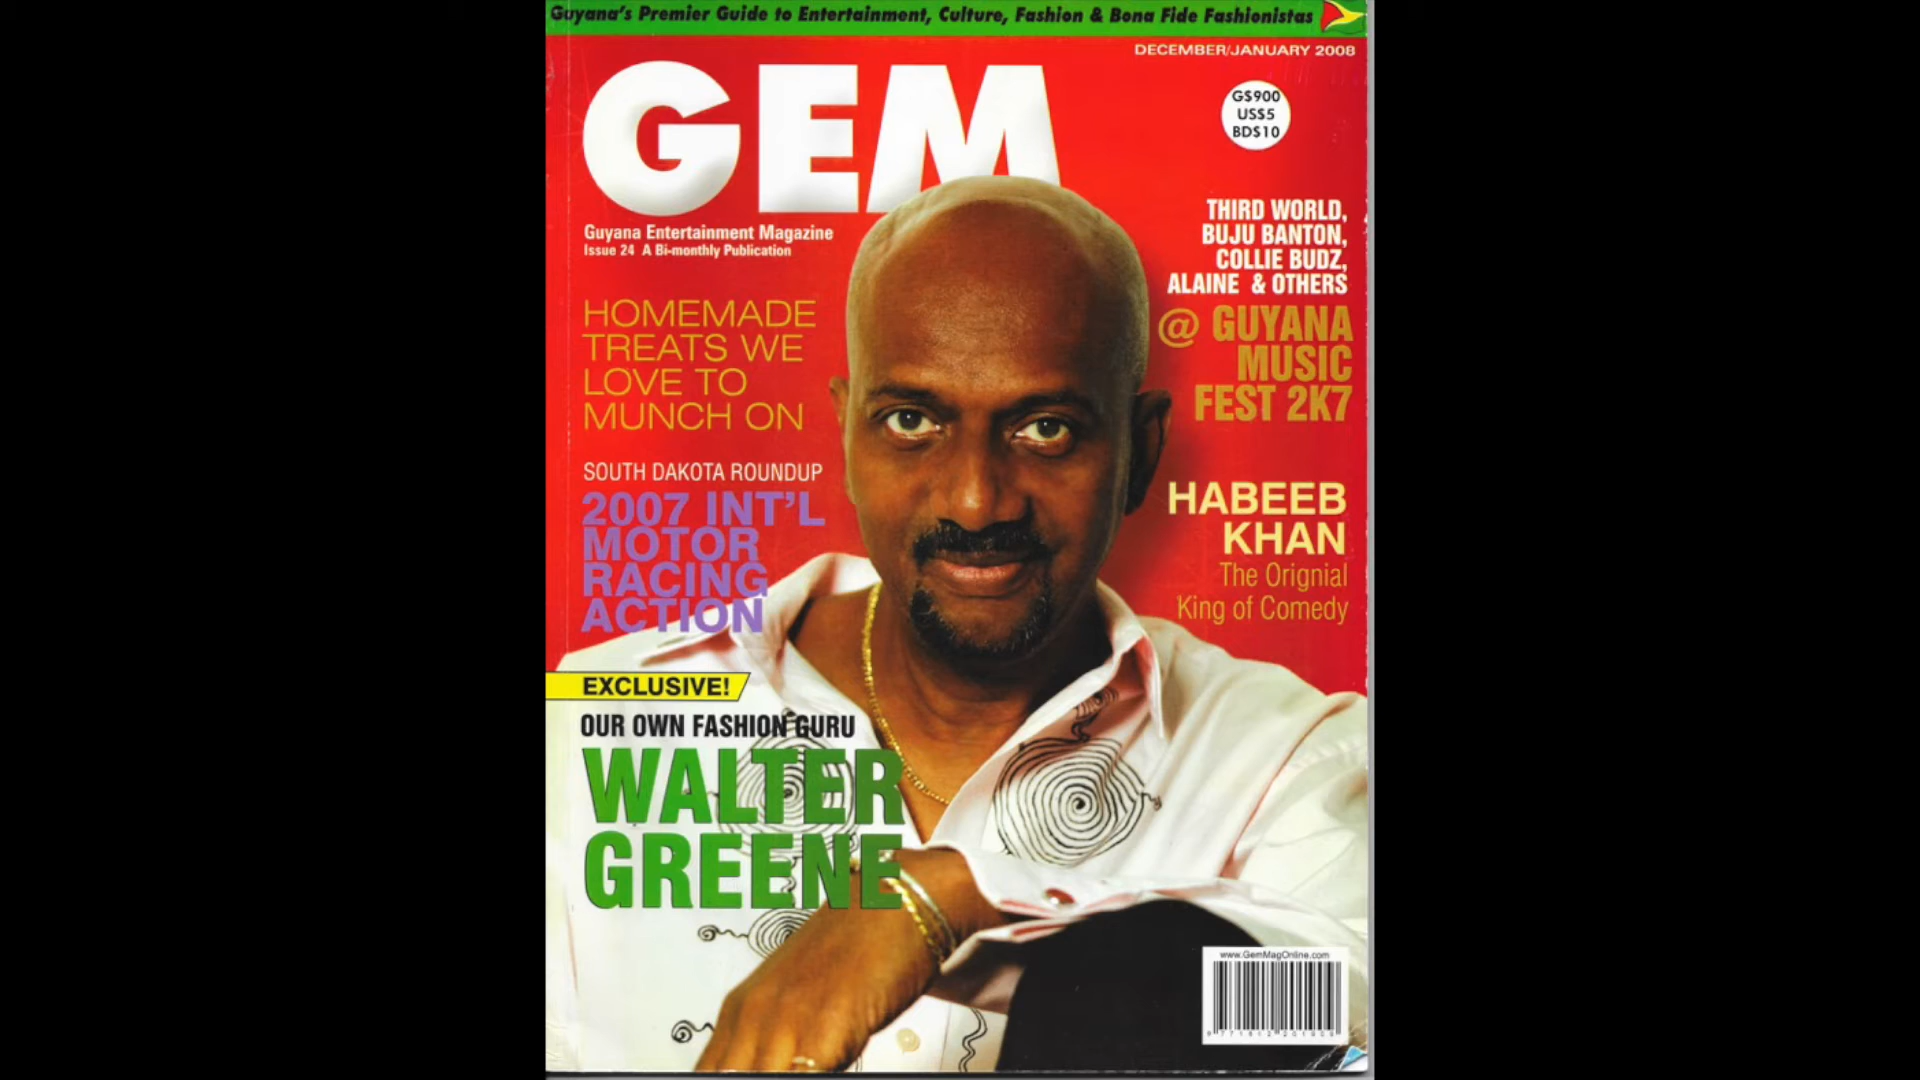 Guyana's Premier Guide to Entertainment, Culture, Fashion & Bona Fide Fashionistas
DECEMBER/JANUARY 2008
GEM
G$900
US$5
BD$10
Guyana Entertainment Magazine
Issue 24 A Bi-monthly Publication
THIRD WORLD,
BUJU BANTON,
COLLIE BUDZ,
ALAINE & OTHERS
@ GUYANA
MUSIC
FEST 2K7
HOMEMADE
TREATS WE
LOVE TO
MUNCH ON
SOUTH DAKOTA ROUNDUP
2007 INT'L
MOTOR
RACING
ACTION
HABEEB
KHAN
The Orignial
King of Comedy
EXCLUSIVE!
OUR OWN FASHION GURU
WALTER
GREENE
www.GemMagOnline.com